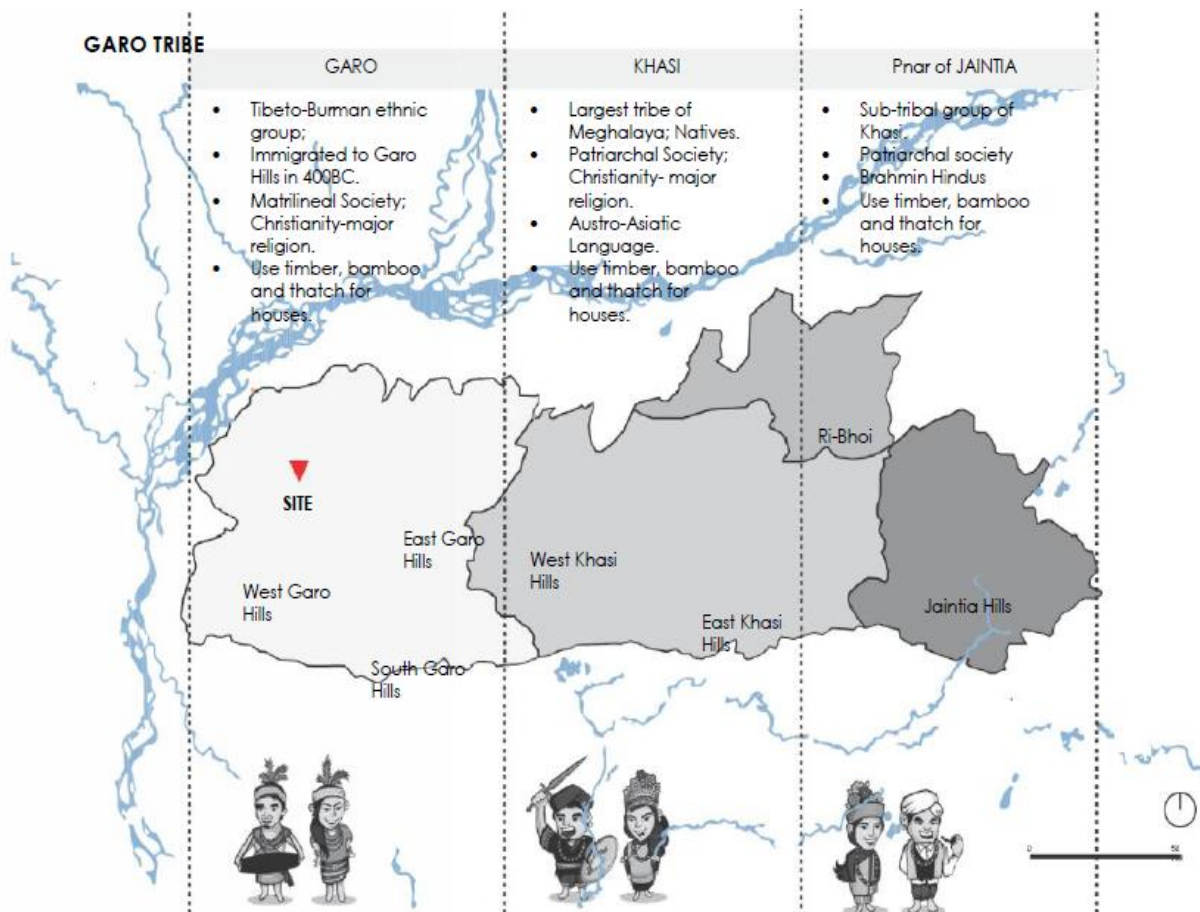 GARO TRIBE
GARO
• Tibeto-Burman ethnic
group;
• Immigrated to Garo
Hills in 400BC.
• Matrilineal Society;
Christianity-major
religion.
• Use timber, bamboo
and thatch for
houses.
KHASI
• Largest tribe of
Meghalaya; Natives.
• Patriarchal Society;
Christianity- major
religion.
• Austro-Asiatic
Language.
• Use timber, bamboo
and thatch for
houses.
Pnar of JAINTIA
• Sub-tribal group of
Khasi.
• Patriarchal society
• Brahmin Hindus
• Use timber, bamboo
and thatch for
houses.
Ri-Bhoi
SITE
East Garo
Hills
West Khasi
Hills
West Garo
Hills
Jaintia Hills
East Khasi
Hills
South Garo
Hills
0